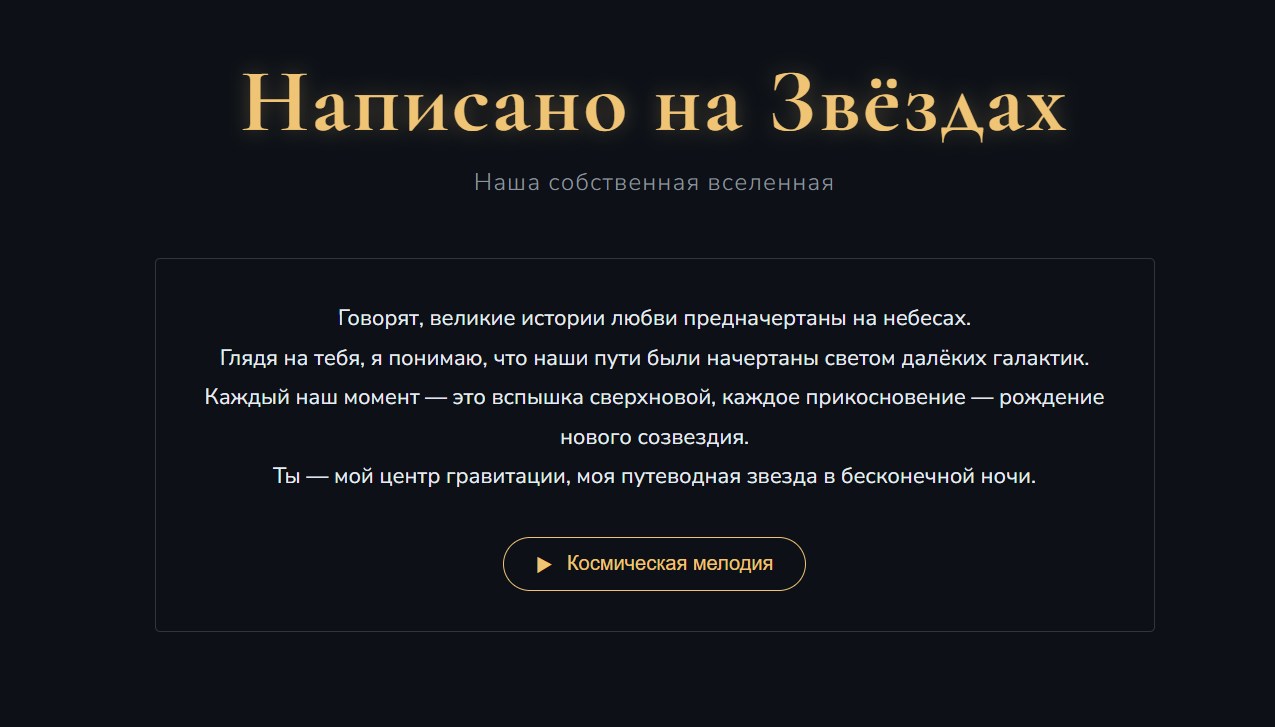 Написано на Звёздах
Наша собственная вселенная
Говорят, великие истории любви предначертаны на небесах.
Глядя на тебя, я понимаю, что наши пути были начертаны светом далёких галактик.
Каждый наш момент — это вспышка сверхновой, каждое прикосновение — рождение
нового созвездия.
Ты — мой центр гравитации, моя путеводная звезда в бесконечной ночи.
Космическая мелодия